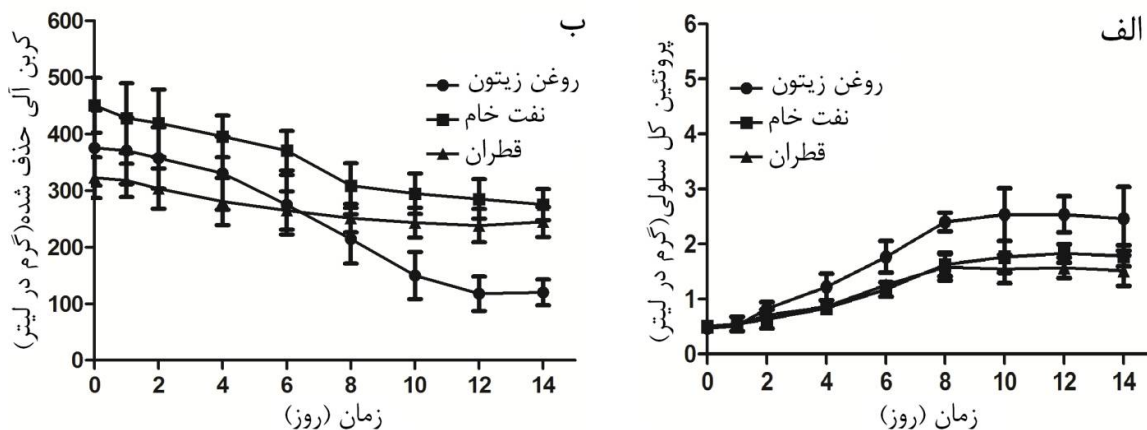 الف
پروتئین کل سلولی(گرم در لیتر)
6
5
4
3
2
1
0
روغن زیتون
نفت خام
قطران
0 2 4 6 8 10 12 14
زمان (روز)
ب
کربن آلی حذف شده(گرم در لیتر)
600
500
400
300
200
100
0
روغن زیتون
نفت خام
قطران
0 2 4 6 8 10 12 14
زمان (روز)